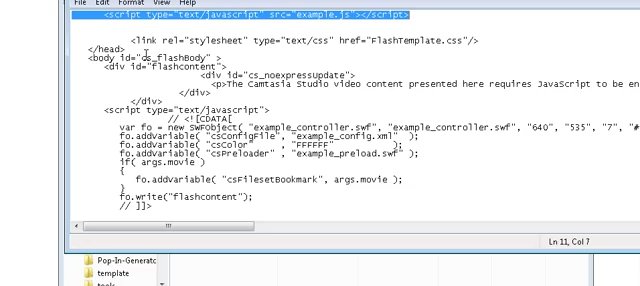 Edit Format View Help
<script type="text/javascript" src="example.js"></script>
<link rel="stylesheet" type="text/css" href="FlashTemplate.css"/>
</head>
<body id="cs_flashBody" >
<div id="flashcontent">
<div id="cs_noexpressUpdate">
<p>The Camtasia Studio video content presented here requires JavaScript to be en
</div>
</div>
<script type="text/javascript">
// <![CDATA[
var fo = new SWFObject( "example_controller.swf", "example_controller.swf", "640", "535", "7", "#
fo.addVariable( "csConfigFile", "example_config.xml" );
fo.addVariable( "csColor" , "FFFFFF" );
fo.addVariable( "csPreloader" , "example_preload.swf" );
if( args.movie )
{
fo.addVariable( "csFilesetBookmark", args.movie );
}
fo.write("flashcontent");
// ]]>
Ln 11, Col 7
Pop-In-Generato
template
tools